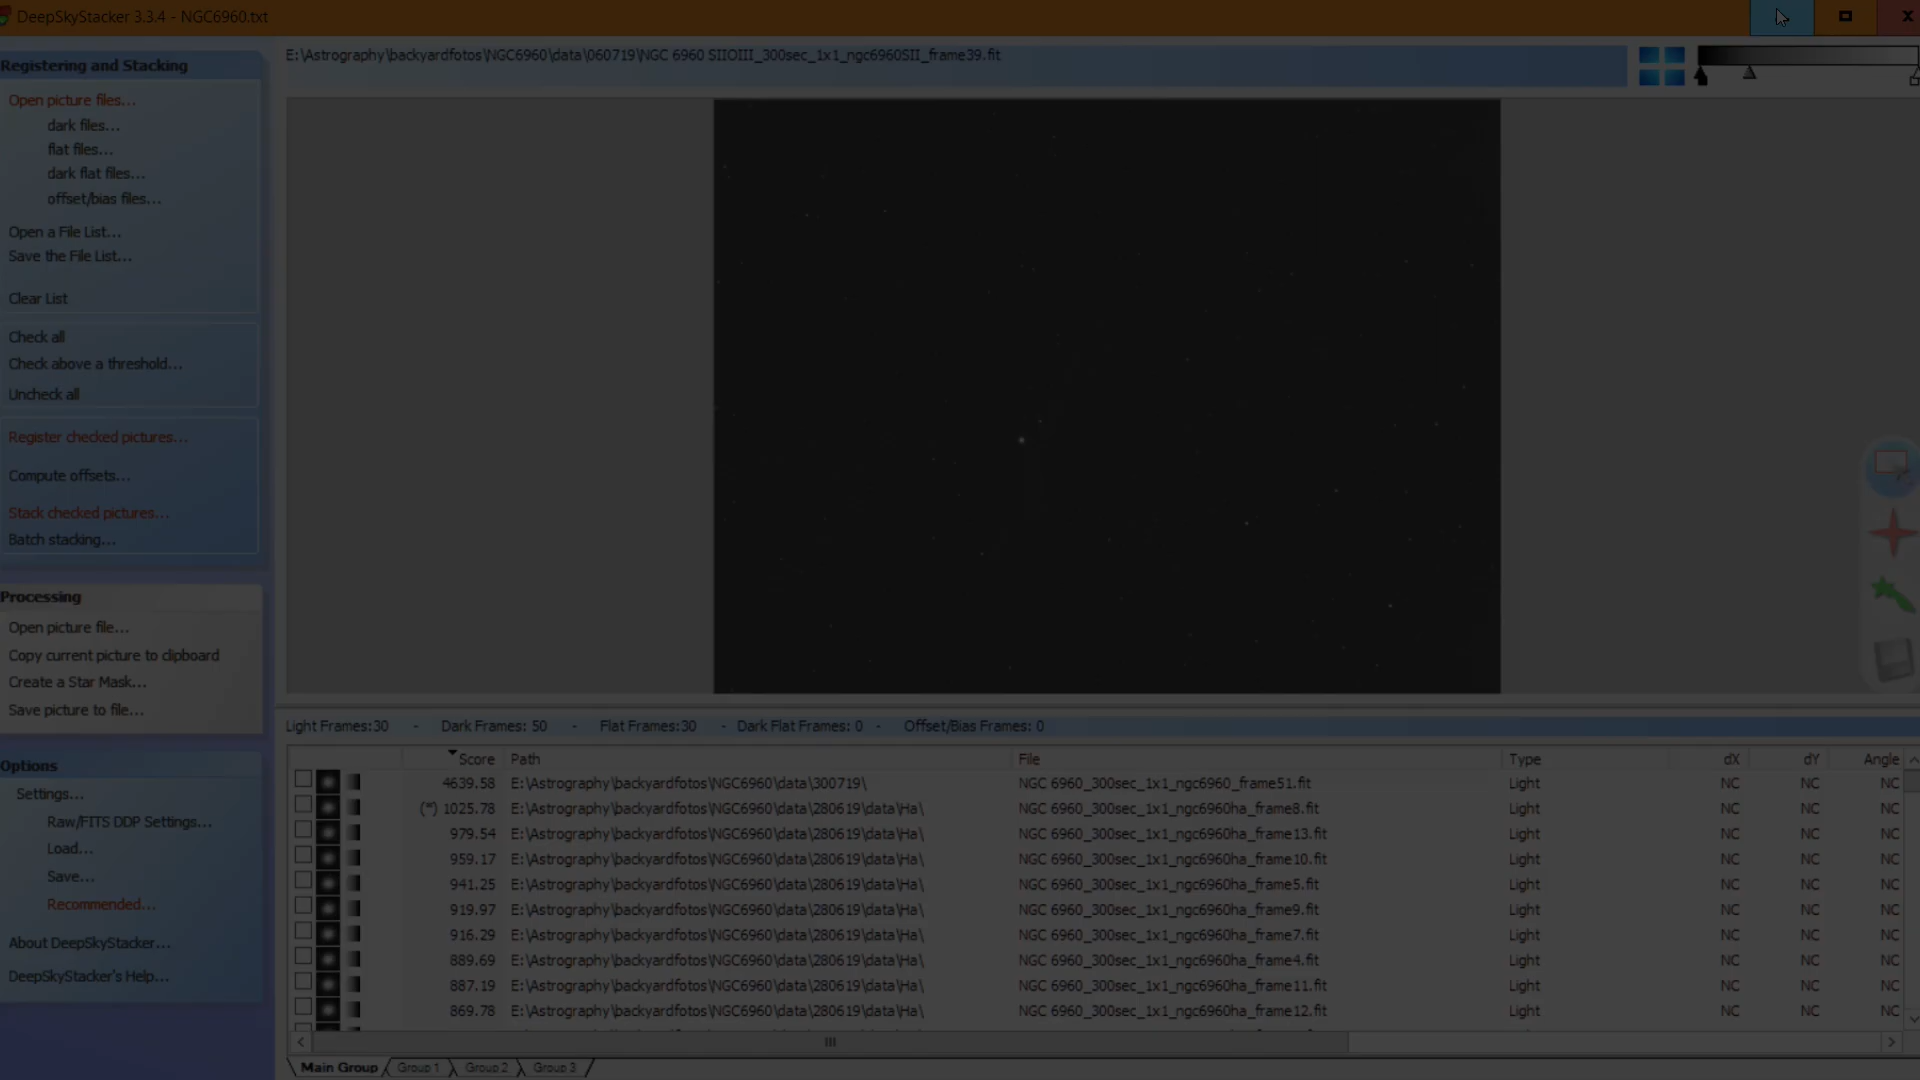 DeepSkyStacker 3.3.4 - NGC6960.txt
E:\Astrography\backyardfotos\NGC6960\data\060719\NGC 6960 SIIOIII_300sec_1x1_ngc6960SII_frame39.fit
Registering and Stacking
Open picture files...
dark files...
flat files...
dark flat files...
offset/bias files...
Open a File List...
Save the File List...
Clear List
Check all
Check above a threshold...
Uncheck all
Register checked pictures...
Compute offsets...
Stack checked pictures...
Batch stacking...
Processing
Open picture file...
Copy current picture to clipboard
Create a Star Mask...
Save picture to file...
Options
Settings...
Raw/FITS DDP Settings...
Load...
Save...
Recommended...
About DeepSkyStacker...
DeepSkyStacker's Help...
Light Frames:30 - Dark Frames: 50 - Flat Frames:30 - Dark Flat Frames: 0 - Offset/Bias Frames: 0
Score Path File Type dX dY Angle
4639.58 E:\Astrography\backyardfotos\NGC6960\data\300719\ NGC 6960_300sec_1x1_ngc6960_frame51.fit Light NC NC NC
(*) 1025.78 E:\Astrography\backyardfotos\NGC6960\data\280619\data\Ha\ NGC 6960_300sec_1x1_ngc6960ha_frame8.fit Light NC NC NC
979.54 E:\Astrography\backyardfotos\NGC6960\data\280619\data\Ha\ NGC 6960_300sec_1x1_ngc6960ha_frame13.fit Light NC NC NC
959.17 E:\Astrography\backyardfotos\NGC6960\data\280619\data\Ha\ NGC 6960_300sec_1x1_ngc6960ha_frame10.fit Light NC NC NC
941.25 E:\Astrography\backyardfotos\NGC6960\data\280619\data\Ha\ NGC 6960_300sec_1x1_ngc6960ha_frame5.fit Light NC NC NC
919.97 E:\Astrography\backyardfotos\NGC6960\data\280619\data\Ha\ NGC 6960_300sec_1x1_ngc6960ha_frame9.fit Light NC NC NC
916.29 E:\Astrography\backyardfotos\NGC6960\data\280619\data\Ha\ NGC 6960_300sec_1x1_ngc6960ha_frame7.fit Light NC NC NC
889.69 E:\Astrography\backyardfotos\NGC6960\data\280619\data\Ha\ NGC 6960_300sec_1x1_ngc6960ha_frame4.fit Light NC NC NC
887.19 E:\Astrography\backyardfotos\NGC6960\data\280619\data\Ha\ NGC 6960_300sec_1x1_ngc6960ha_frame11.fit Light NC NC NC
869.78 E:\Astrography\backyardfotos\NGC6960\data\280619\data\Ha\ NGC 6960_300sec_1x1_ngc6960ha_frame12.fit Light NC NC NC
Main Group Group 1 Group 2 Group 3